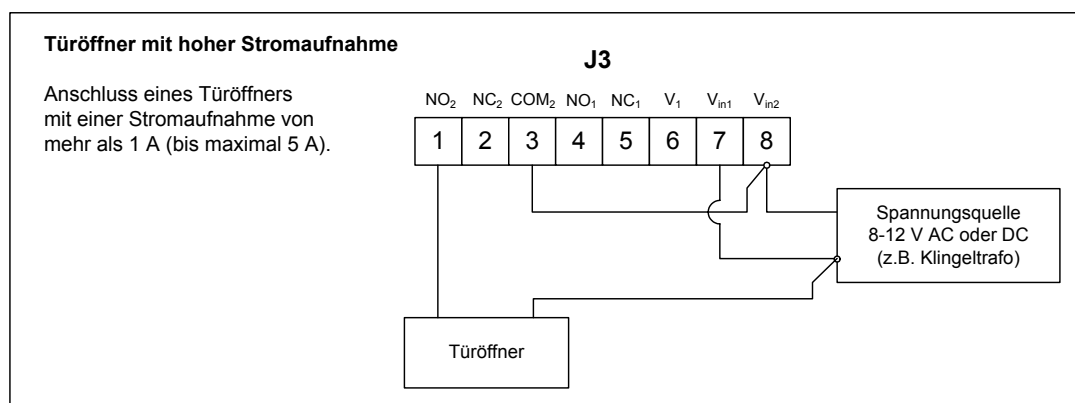 Türöffner mit hoher Stromaufnahme
Anschluss eines Türöffners
mit einer Stromaufnahme von
mehr als 1 A (bis maximal 5 A).
J3
NO₂ NC₂ COM₂ NO₁ NC₁ V₁ Vin1 Vin2
1 2 3 4 5 6 7 8
Spannungsquelle
8-12 V AC oder DC
(z.B. Klingeltrafo)
Türöffner